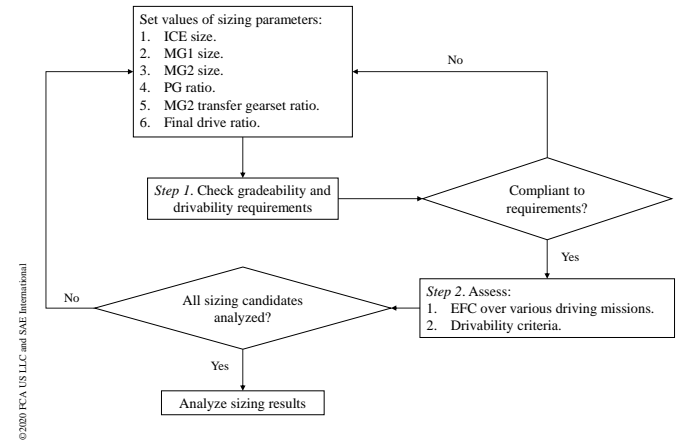 Set values of sizing parameters:
1. ICE size.
2. MG1 size.
3. MG2 size.
4. PG ratio.
5. MG2 transfer gearset ratio.
6. Final drive ratio.
No
Step 1. Check gradeability and
drivability requirements
Compliant to
requirements?
Yes
Step 2. Assess:
1. EFC over various driving missions.
2. Drivability criteria.
All sizing candidates
analyzed?
No
Yes
Analyze sizing results
©2020 FCA US LLC and SAE International